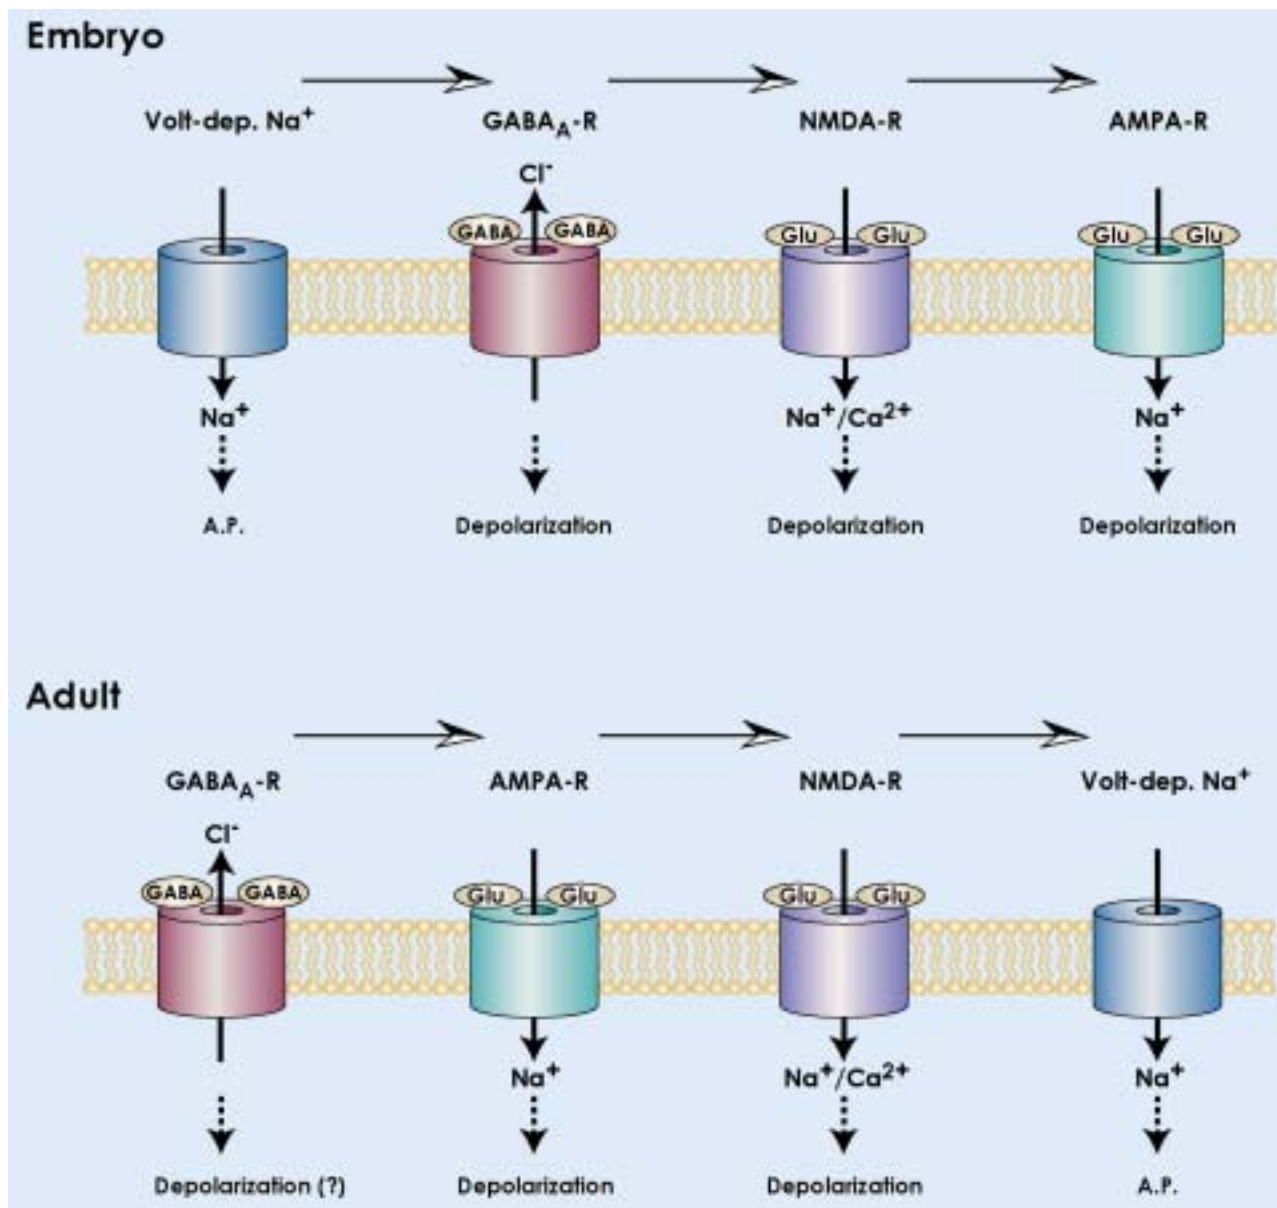 Embryo
Volt-dep. Na⁺ GABA_A-R NMDA-R AMPA-R
Cl⁻
GABA GABA Glu Glu Glu Glu
Na⁺ Na⁺/Ca²⁺ Na⁺
A.P. Depolarization Depolarization Depolarization
Adult
GABA_A-R AMPA-R NMDA-R Volt-dep. Na⁺
Cl⁻
GABA GABA Glu Glu Glu Glu
Na⁺ Na⁺/Ca²⁺ Na⁺
Depolarization (?) Depolarization Depolarization A.P.